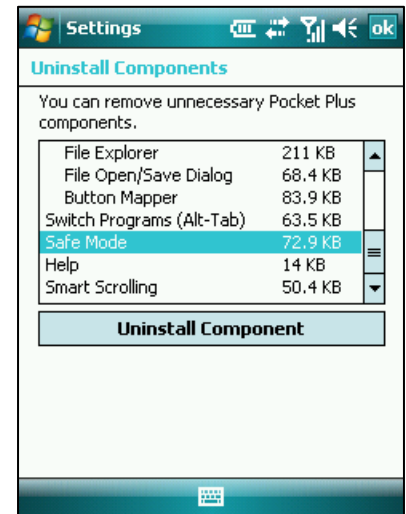 Settings ok
Uninstall Components
You can remove unnecessary Pocket Plus
components.
File Explorer 211 KB
File Open/Save Dialog 68.4 KB
Button Mapper 83.9 KB
Switch Programs (Alt-Tab) 63.5 KB
Safe Mode 72.9 KB
Help 14 KB
Smart Scrolling 50.4 KB
Uninstall Component